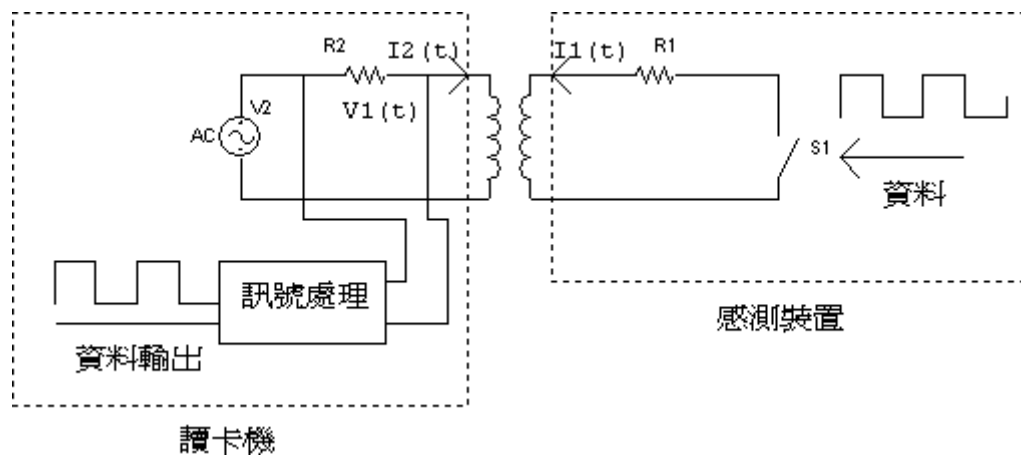 R2
I2(t)
I1(t)
R1
V2
V1(t)
AC
S1
資料
訊號處理
感測裝置
資料輸出
讀卡機